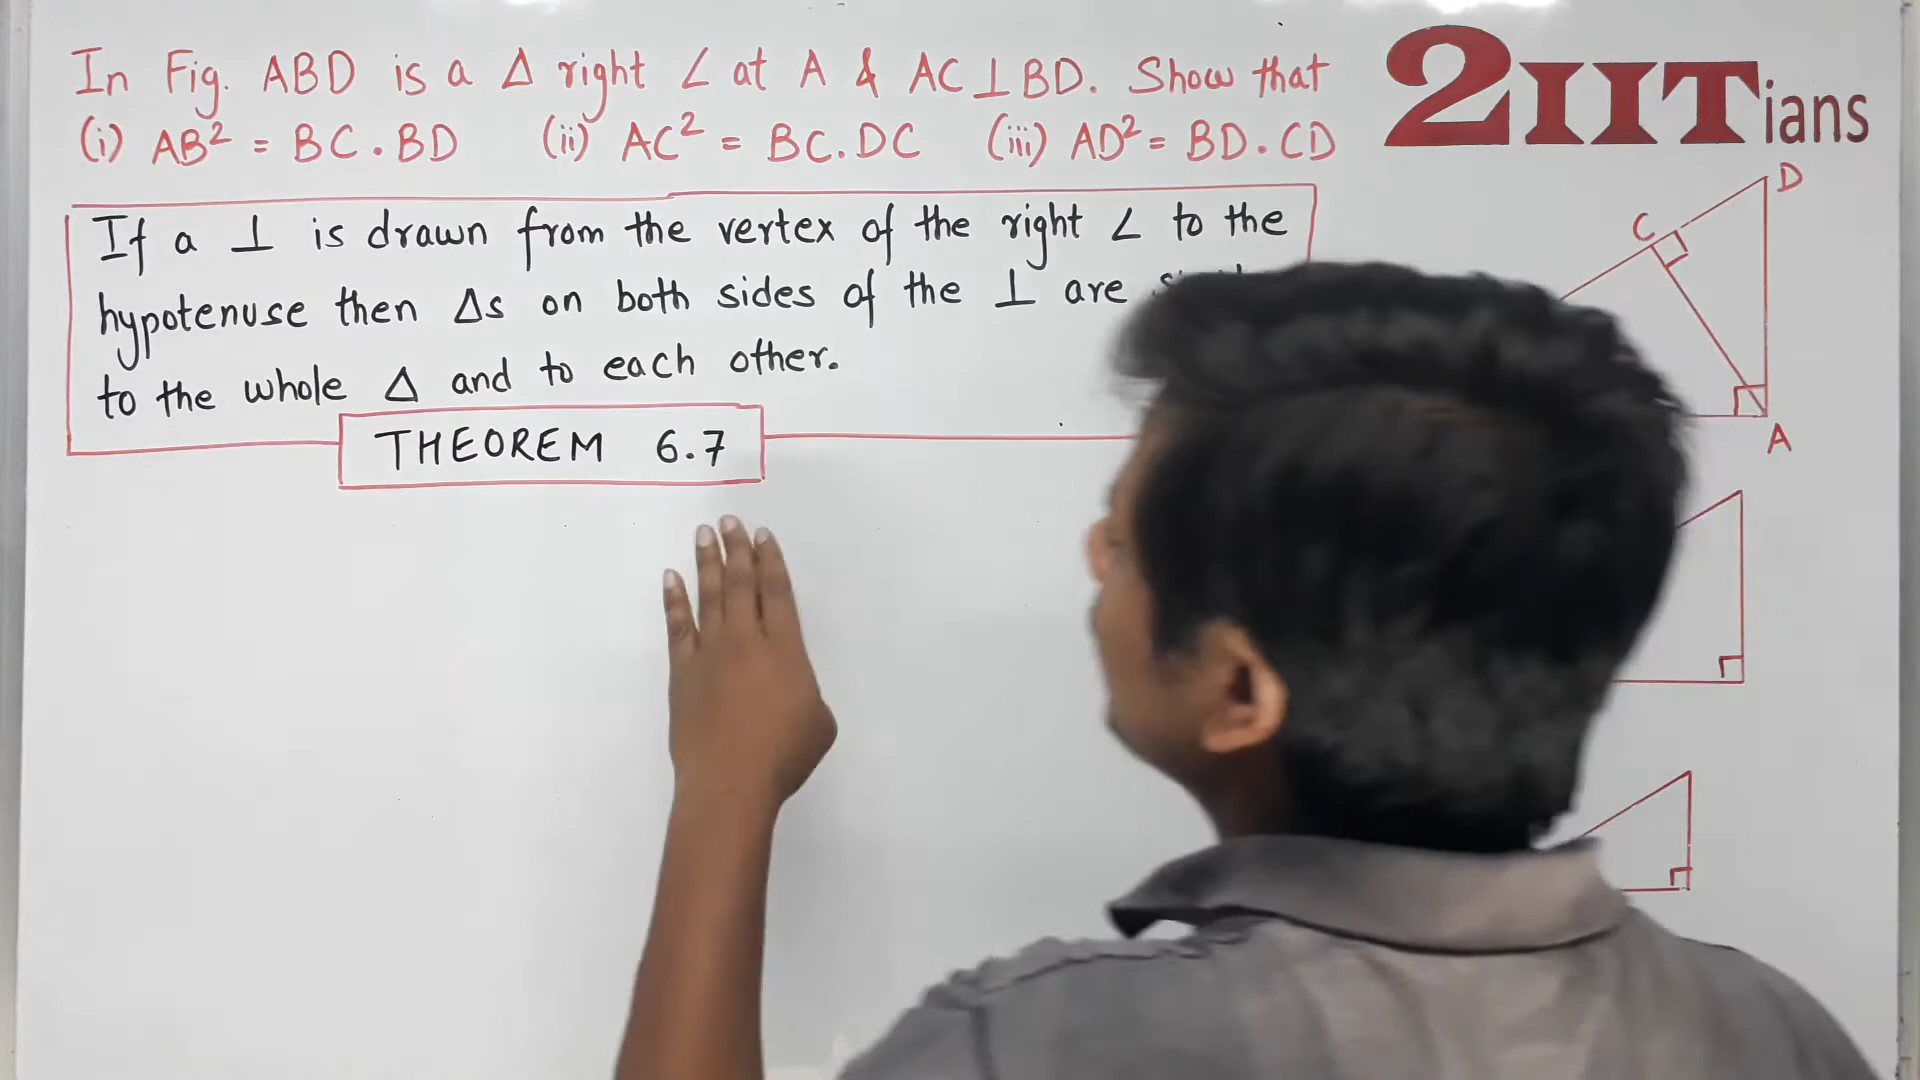 In Fig. ABD is a Δ right ∠ at A & AC⊥BD. Show that
(i) AB² = BC.BD (ii) AC² = BC.DC (iii) AD² = BD.CD
2IITians
If a ⊥ is drawn from the vertex of the right ∠ to the
hypotenuse then Δs on both sides of the ⊥ are
to the whole Δ and to each other.
THEOREM 6.7
D
C
A